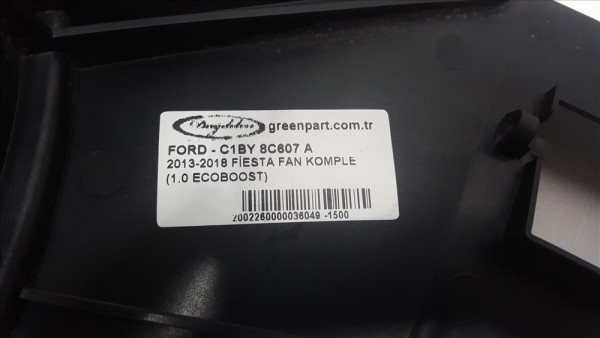 greenpart.com.tr
FORD - C1BY 8C607 A
2013-2018 FİESTA FAN KOMPLE
(1.0 ECOBOOST)
2002260000036049 -1500